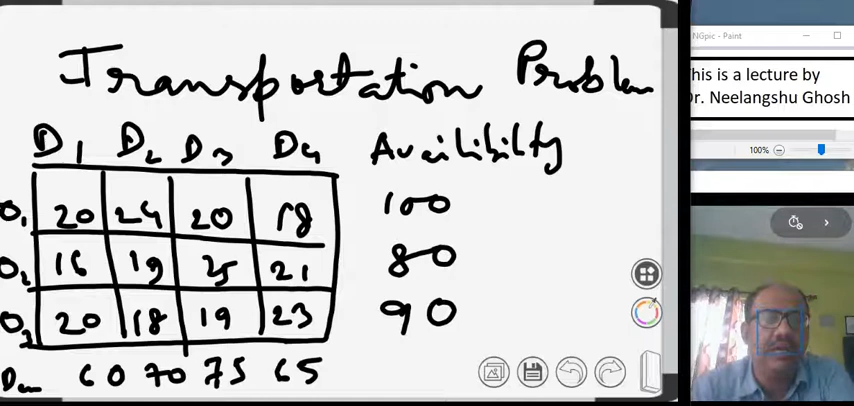 Transportation Problem
D1 D2 D3 D4 Availibilty
O1 20 24 20 18 100
O2 16 19 25 21 80
O3 20 18 19 23 90
Dem 60 70 75 65
NGpic - Paint
his is a lecture by
Dr. Neelangshu Ghosh
100%